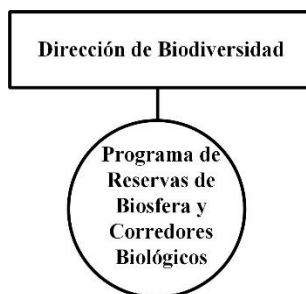 Dirección de Biodiversidad
Programa de
Reservas de
Biosfera y
Corredores
Biológicos